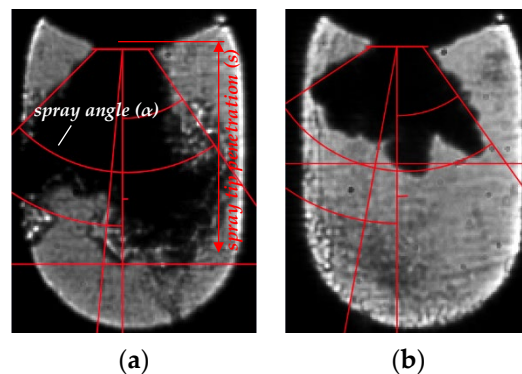 spray angle (α)
spray tip penetration (s)
(a)
(b)